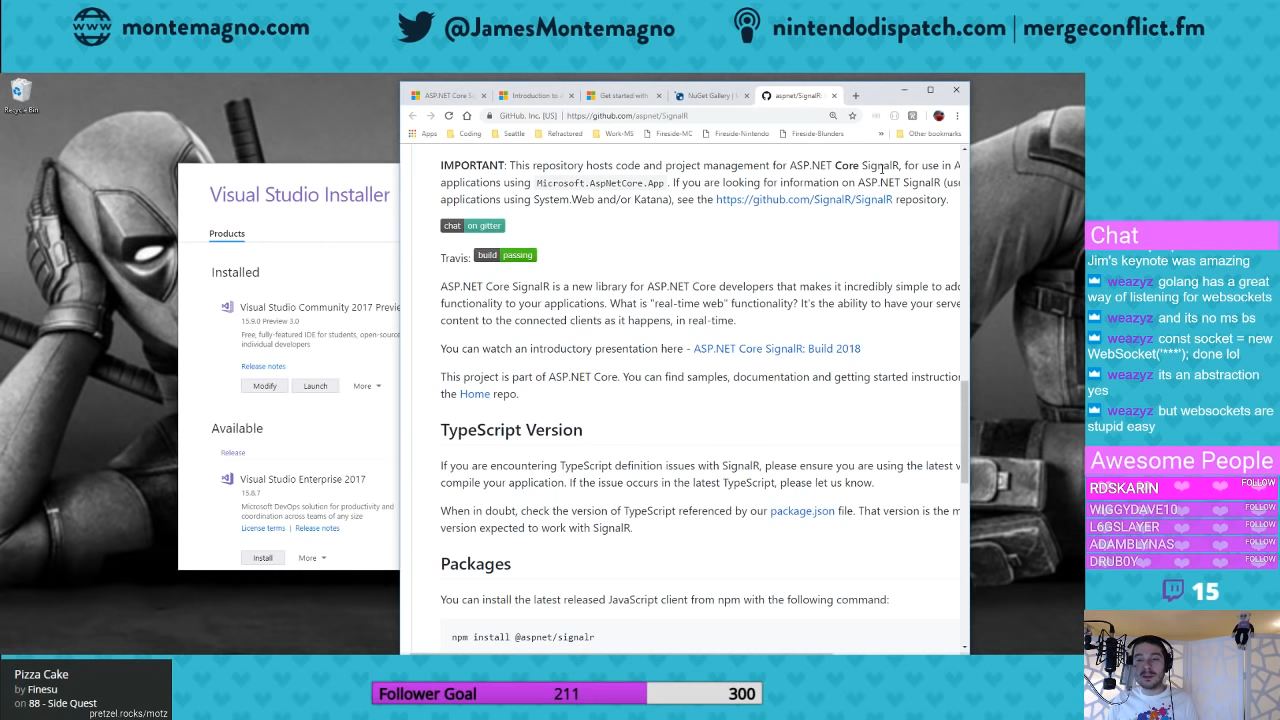 montemagno.com
@JamesMontemagno
nintendodispatch.com | mergeconflict.fm
Recycle Bin
Visual Studio Installer
Products
Installed
Visual Studio Community 2017 Previe
15.9.0 Preview 3.0
Free, fully-featured IDE for students, open-source
individual developers.
Release notes
Modify
Launch
More
Available
Release
Visual Studio Enterprise 2017
15.8.7
Microsoft DevOps solution for productivity and
coordination across teams of any size
License terms | Release notes
Install
More
ASP.NET Core Si
Introduction to A
Get started with
NuGet Gallery |
aspnet/SignalR:
GitHub, Inc. [US] | https://github.com/aspnet/SignalR
Apps
Coding
Seattle
Refractored
Work-MS
Fireside-MC
Fireside-Nintendo
Fireside-Blunders
»
Other bookmarks
IMPORTANT: This repository hosts code and project management for ASP.NET Core SignalR, for use in A
applications using Microsoft.AspNetCore.App. If you are looking for information on ASP.NET SignalR (use
applications using System.Web and/or Katana), see the https://github.com/SignalR/SignalR repository.
chat on gitter
Travis: build passing
ASP.NET Core SignalR is a new library for ASP.NET Core developers that makes it incredibly simple to add
functionality to your applications. What is "real-time web" functionality? It's the ability to have your serve
content to the connected clients as it happens, in real-time.
You can watch an introductory presentation here - ASP.NET Core SignalR: Build 2018
This project is part of ASP.NET Core. You can find samples, documentation and getting started instruction
the Home repo.
TypeScript Version
If you are encountering TypeScript definition issues with SignalR, please ensure you are using the latest v
compile your application. If the issue occurs in the latest TypeScript, please let us know.
When in doubt, check the version of TypeScript referenced by our package.json file. That version is the m
version expected to work with SignalR.
Packages
You can install the latest released JavaScript client from npm with the following command:
npm install @aspnet/signalr
Chat
Jim's keynote was amazing
weazyz golang has a great
way of listening for websockets
weazyz and its no ms bs
weazyz const socket = new
WebSocket('***'); done lol
weazyz its an abstraction
yes
weazyz but websockets are
stupid easy
Awesome People
RDSKARIN FOLLOW
WIGGYDAVE10 FOLLOW
L6GSLAYER FOLLOW
ADAMBLYNAS FOLLOW
DRUB0Y FOLLOW
15
Pizza Cake
by Finesu
on 88 - Side Quest
pretzel.rocks/motz
Follower Goal 211 300